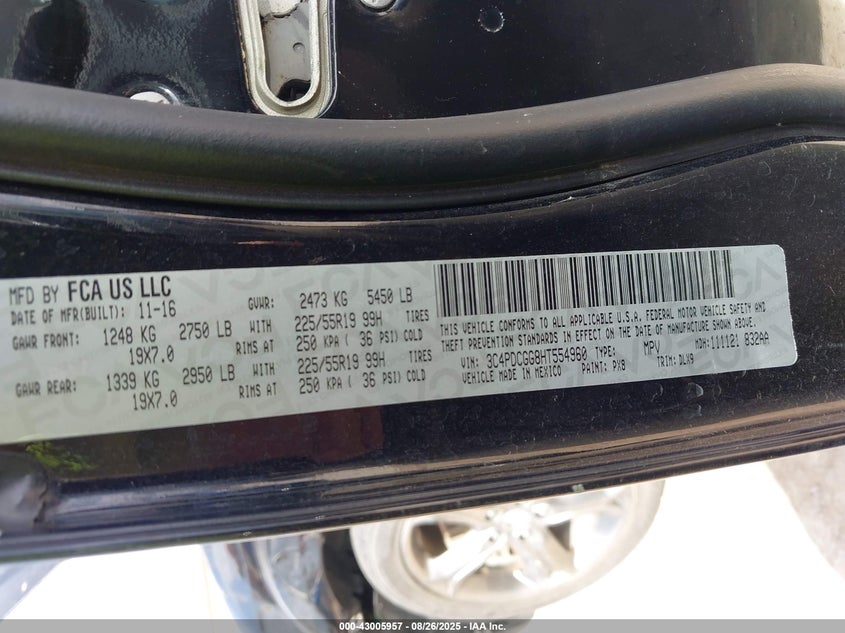 MFD BY FCA US LLC
DATE OF MFR(BUILT): 11-16 GVWR: 2473 KG 5450 LB
GAWR FRONT: 1248 KG 2750 LB WITH 225/55R19 99H TIRES
19X7.0 RIMS AT 250 KPA ( 36 PSI) COLD
GAWR REAR: 1339 KG 2950 LB WITH 225/55R19 99H TIRES
19X7.0 RIMS AT 250 KPA ( 36 PSI) COLD
THIS VEHICLE CONFORMS TO ALL APPLICABLE U.S.A. FEDERAL MOTOR VEHICLE SAFETY AND
THEFT PREVENTION STANDARDS IN EFFECT ON THE DATE OF MANUFACTURE SHOWN ABOVE.
VIN: 3C4PDCGG8HT554960 TYPE: MPV MDH:111121 832AA
VEHICLE MADE IN MEXICO PAINT: PX8 TRIM: DLX9
000-43005957 - 08/26/2025 - IAA Inc.